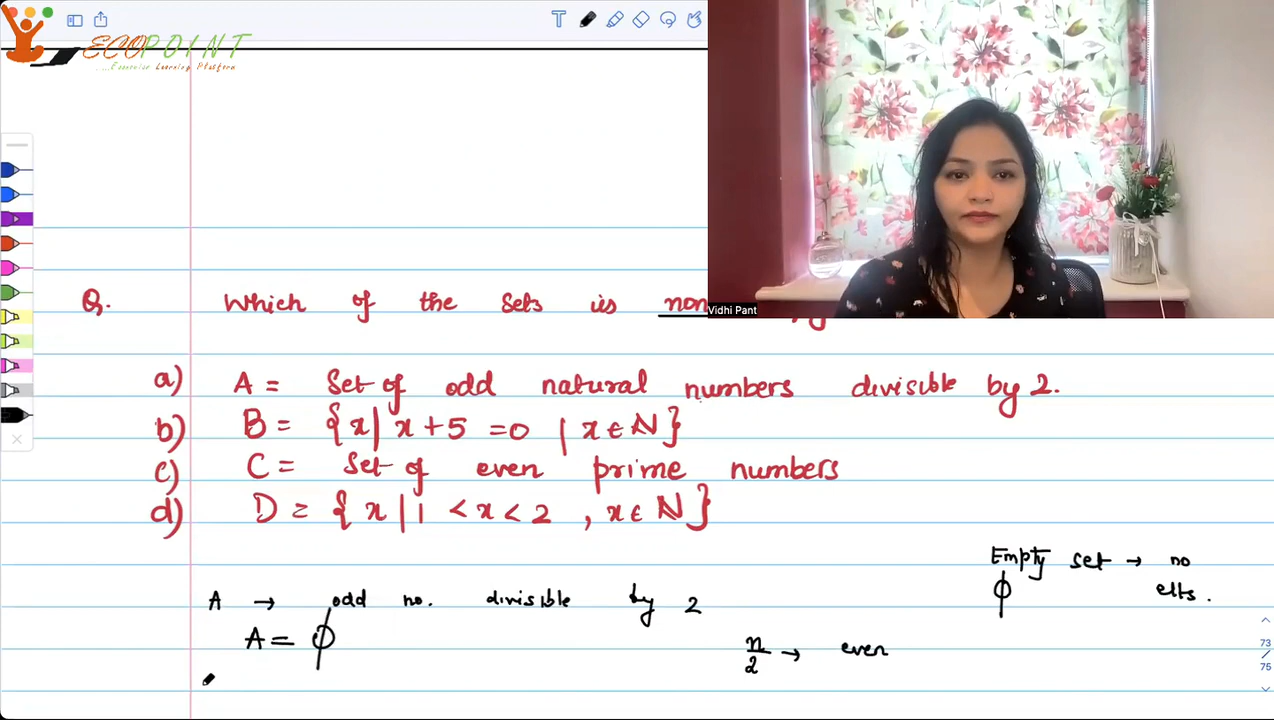 ECOPOINT
....Exercise Learning Platform
Q. Which of the sets is non
Vidhi Pant
a) A = Set of odd natural numbers divisible by 2.
b) B = {x| x+5 =0 | x ∈ N}
c) C = Set of even prime numbers
d) D = {x|1 < x < 2 , x ∈ N}
Empty set → no
ϕ elts.
A → odd no. divisible by 2
A = ϕ
n/2 → even
73
/
75